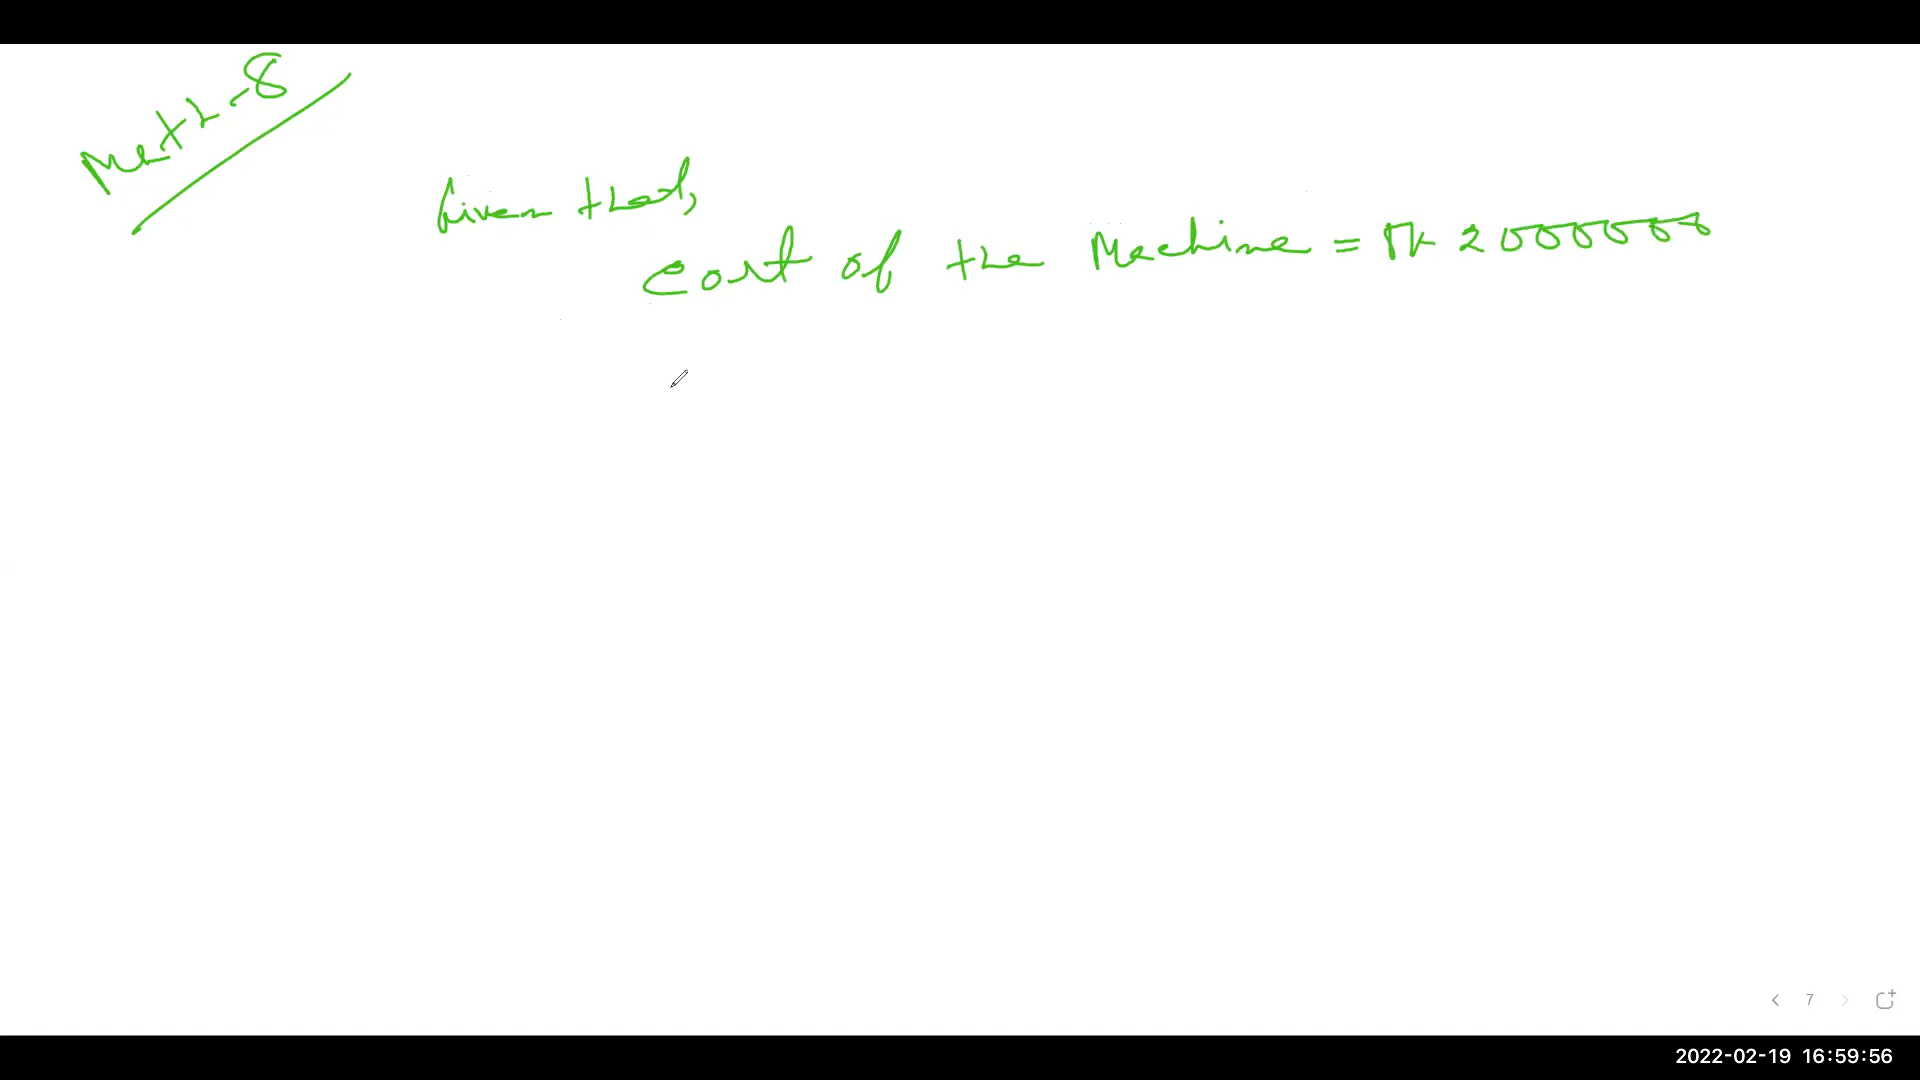 Math-8
Given that,
Cost of the Machine = Tk 2000000
7
2022-02-19 16:59:56